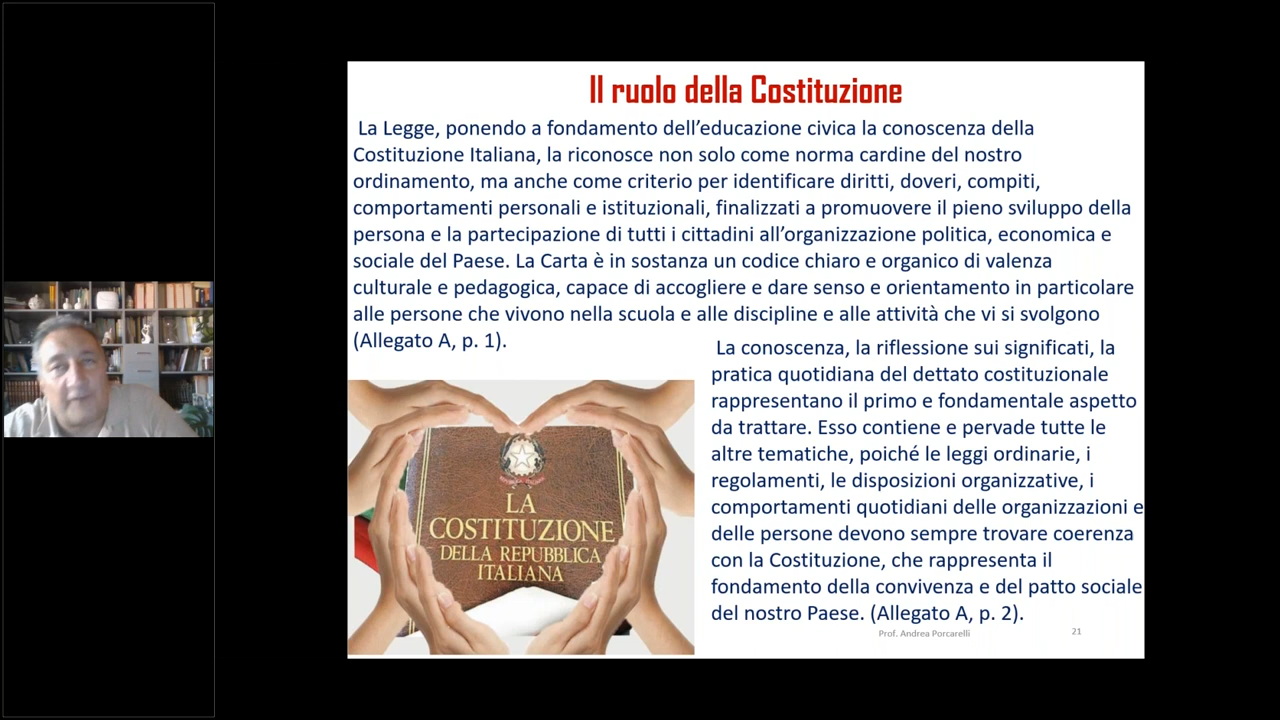 Il ruolo della Costituzione
La Legge, ponendo a fondamento dell'educazione civica la conoscenza della
Costituzione Italiana, la riconosce non solo come norma cardine del nostro
ordinamento, ma anche come criterio per identificare diritti, doveri, compiti,
comportamenti personali e istituzionali, finalizzati a promuovere il pieno sviluppo della
persona e la partecipazione di tutti i cittadini all'organizzazione politica, economica e
sociale del Paese. La Carta è in sostanza un codice chiaro e organico di valenza
culturale e pedagogica, capace di accogliere e dare senso e orientamento in particolare
alle persone che vivono nella scuola e alle discipline e alle attività che vi si svolgono
(Allegato A, p. 1).
LA
COSTITUZIONE
DELLA REPUBBLICA
ITALIANA
La conoscenza, la riflessione sui significati, la
pratica quotidiana del dettato costituzionale
rappresentano il primo e fondamentale aspetto
da trattare. Esso contiene e pervade tutte le
altre tematiche, poiché le leggi ordinarie, i
regolamenti, le disposizioni organizzative, i
comportamenti quotidiani delle organizzazioni e
delle persone devono sempre trovare coerenza
con la Costituzione, che rappresenta il
fondamento della convivenza e del patto sociale
del nostro Paese. (Allegato A, p. 2).
Prof. Andrea Porcarelli
21